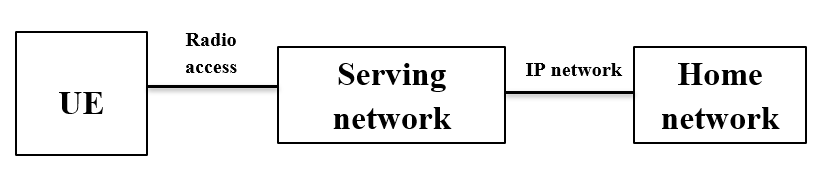 UE
Radio
access
Serving
network
IP network
Home
network